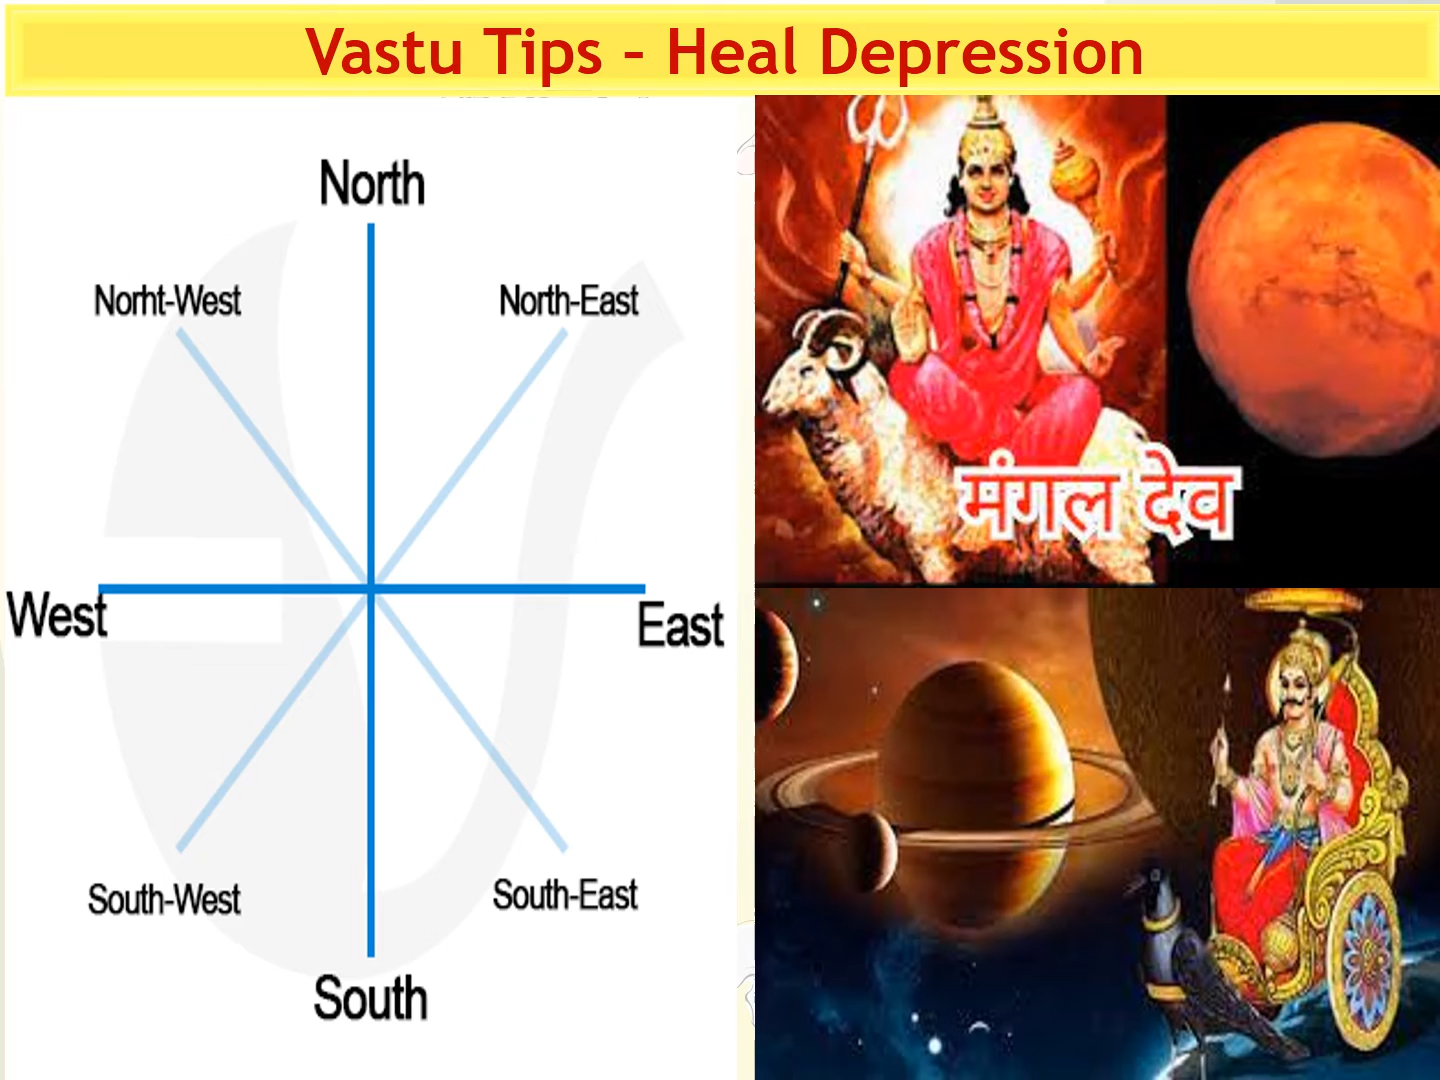 Vastu Tips – Heal Depression
North
Norht-West
North-East
West
East
South-West
South-East
South
मंगल देव